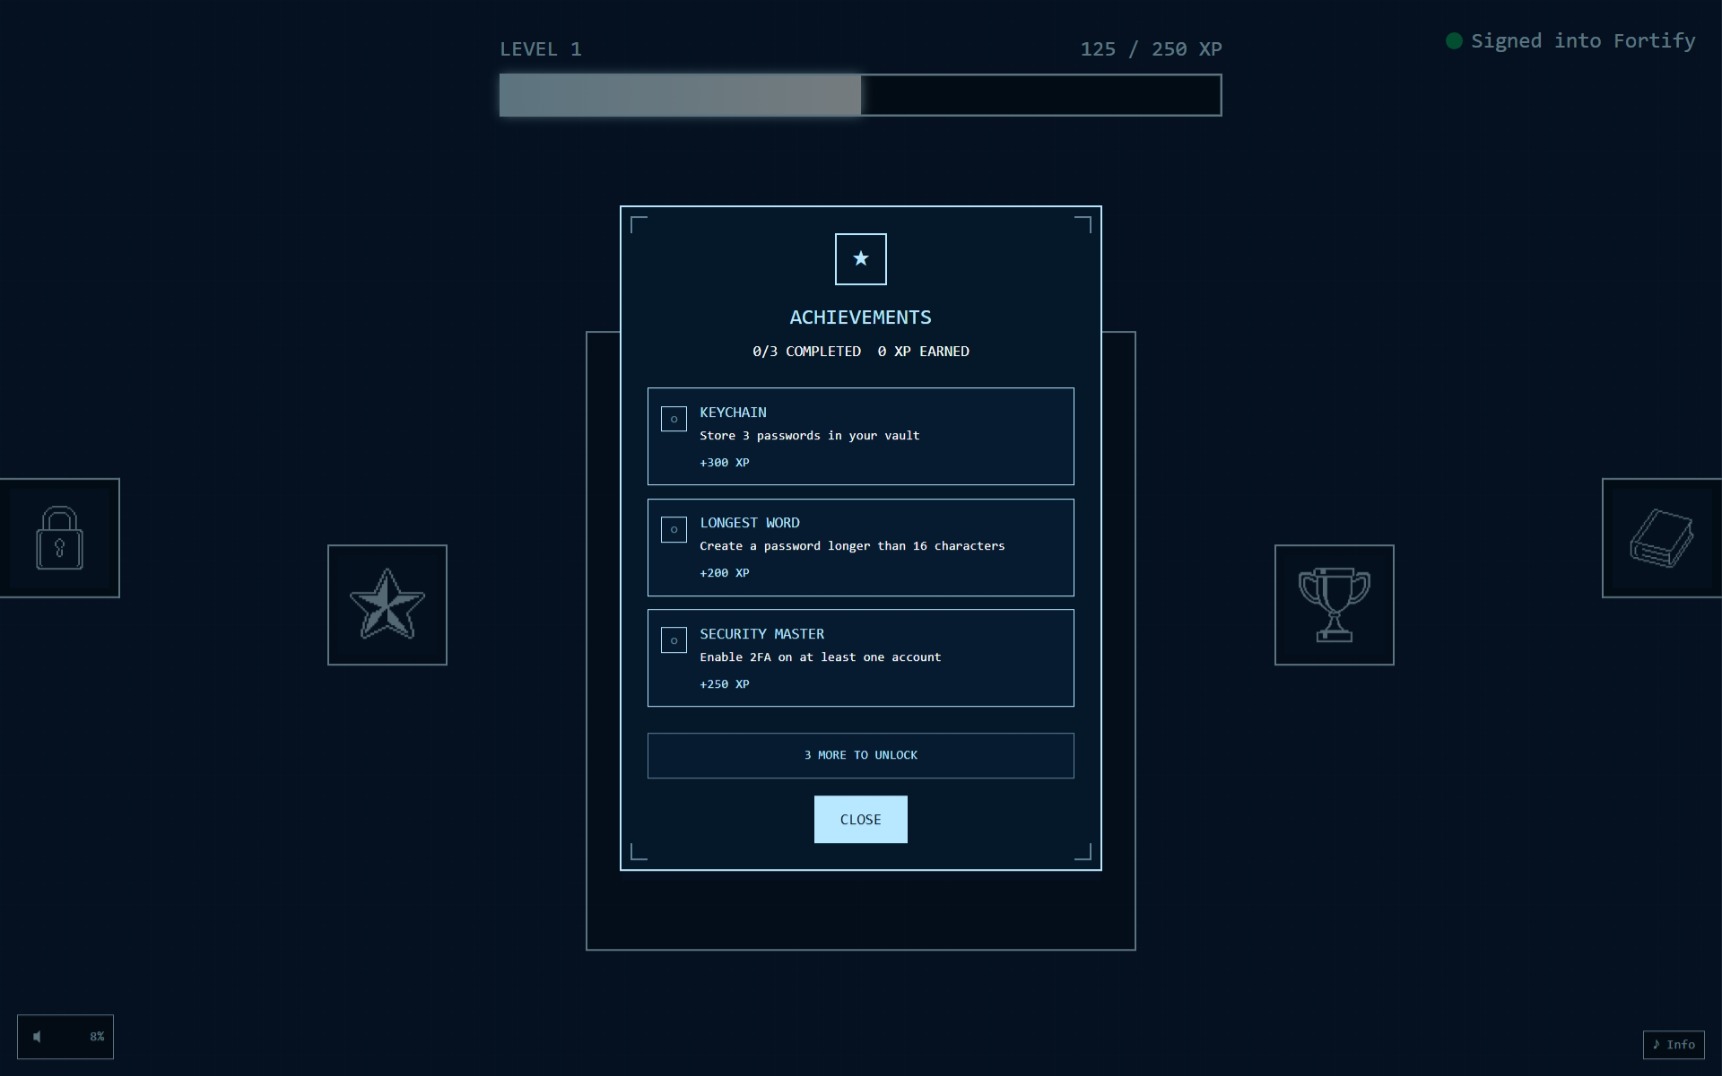 LEVEL 1
125 / 250 XP
Signed into Fortify
ACHIEVEMENTS
0/3 COMPLETED 0 XP EARNED
KEYCHAIN
Store 3 passwords in your vault
+300 XP
LONGEST WORD
Create a password longer than 16 characters
+200 XP
SECURITY MASTER
Enable 2FA on at least one account
+250 XP
3 MORE TO UNLOCK
CLOSE
8%
♪ Info